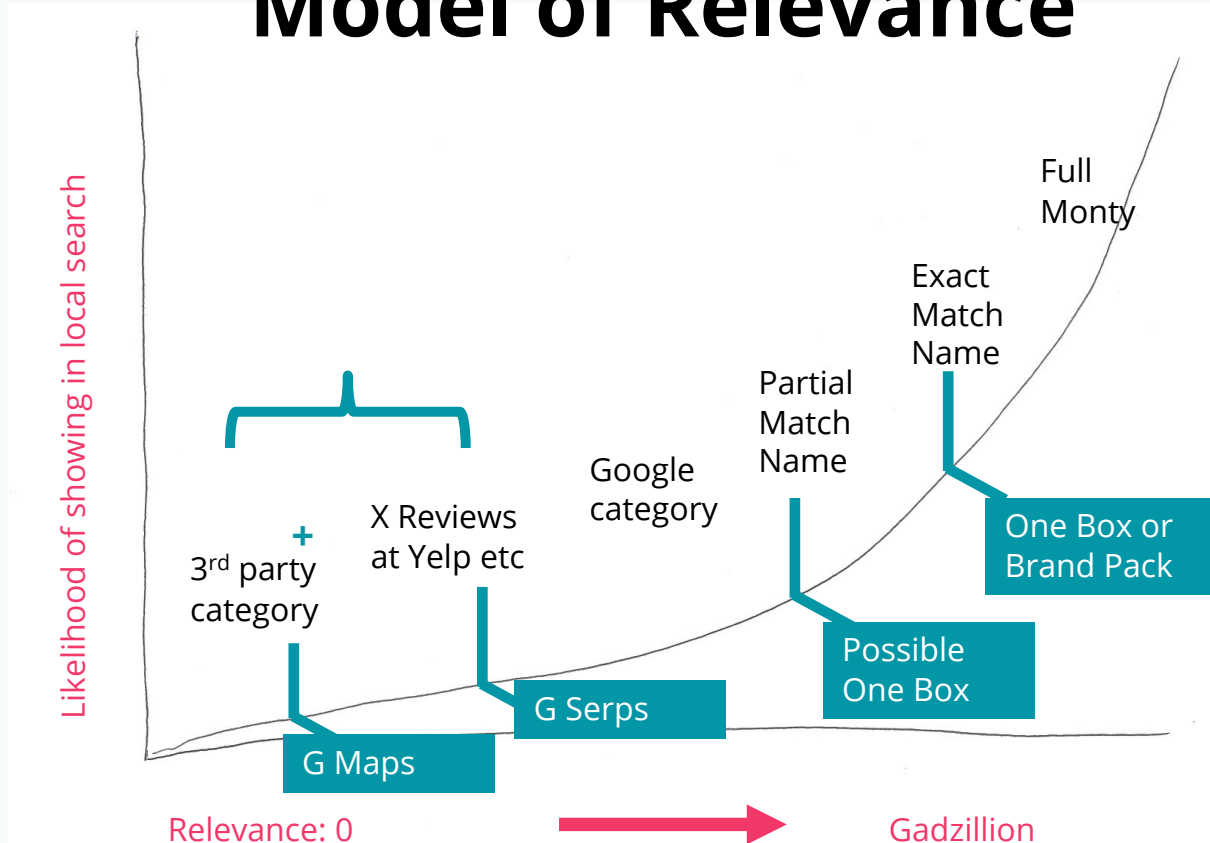 Model of Relevance
Likelihood of showing in local search
Full
Monty
Exact
Match
Name
Partial
Match
Name
Google
category
X Reviews
at Yelp etc
+
3rd party
category
One Box or
Brand Pack
Possible
One Box
G Serps
G Maps
Relevance: 0
Gadzillion